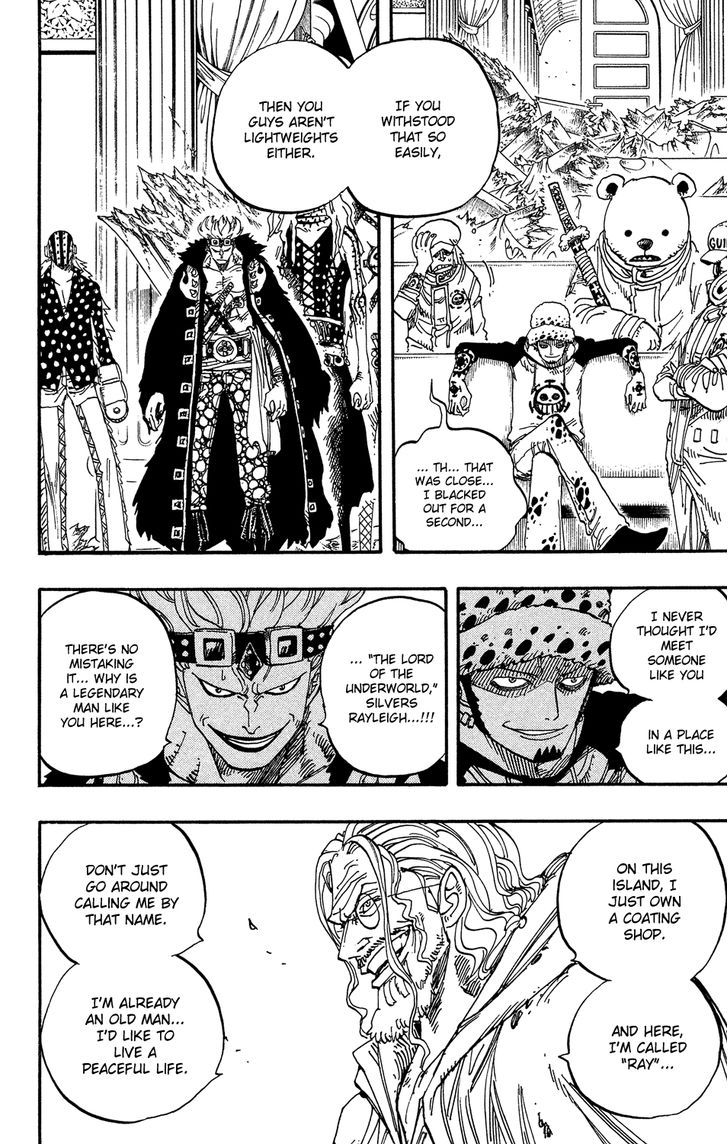 IF YOU
WITHSTOOD
THAT SO
EASILY,
THEN YOU
GUYS AREN'T
LIGHTWEIGHTS
EITHER.
GUI
... TH... THAT
WAS CLOSE...
I BLACKED
OUT FOR A
SECOND...
I NEVER
THOUGHT I'D
MEET
SOMEONE
LIKE YOU
IN A PLACE
LIKE THIS...
... "THE LORD
OF THE
UNDERWORLD,"
SILVERS
RAYLEIGH...!!!
THERE'S NO
MISTAKING
IT... WHY IS
A LEGENDARY
MAN LIKE
YOU HERE...?
ON THIS
ISLAND, I
JUST OWN
A COATING
SHOP.
AND HERE,
I'M CALLED
"RAY"...
DON'T JUST
GO AROUND
CALLING ME BY
THAT NAME.
I'M ALREADY
AN OLD MAN...
I'D LIKE TO
LIVE A
PEACEFUL LIFE.